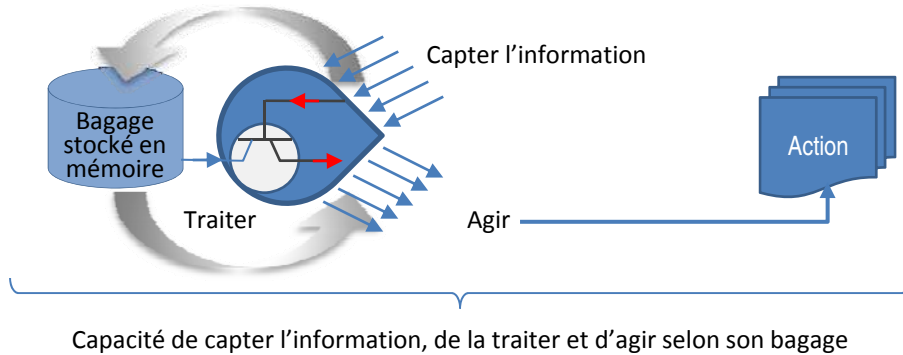 Capter l’information
Bagage
stocké en
mémoire
Action
Traiter
Agir
Capacité de capter l’information, de la traiter et d’agir selon son bagage